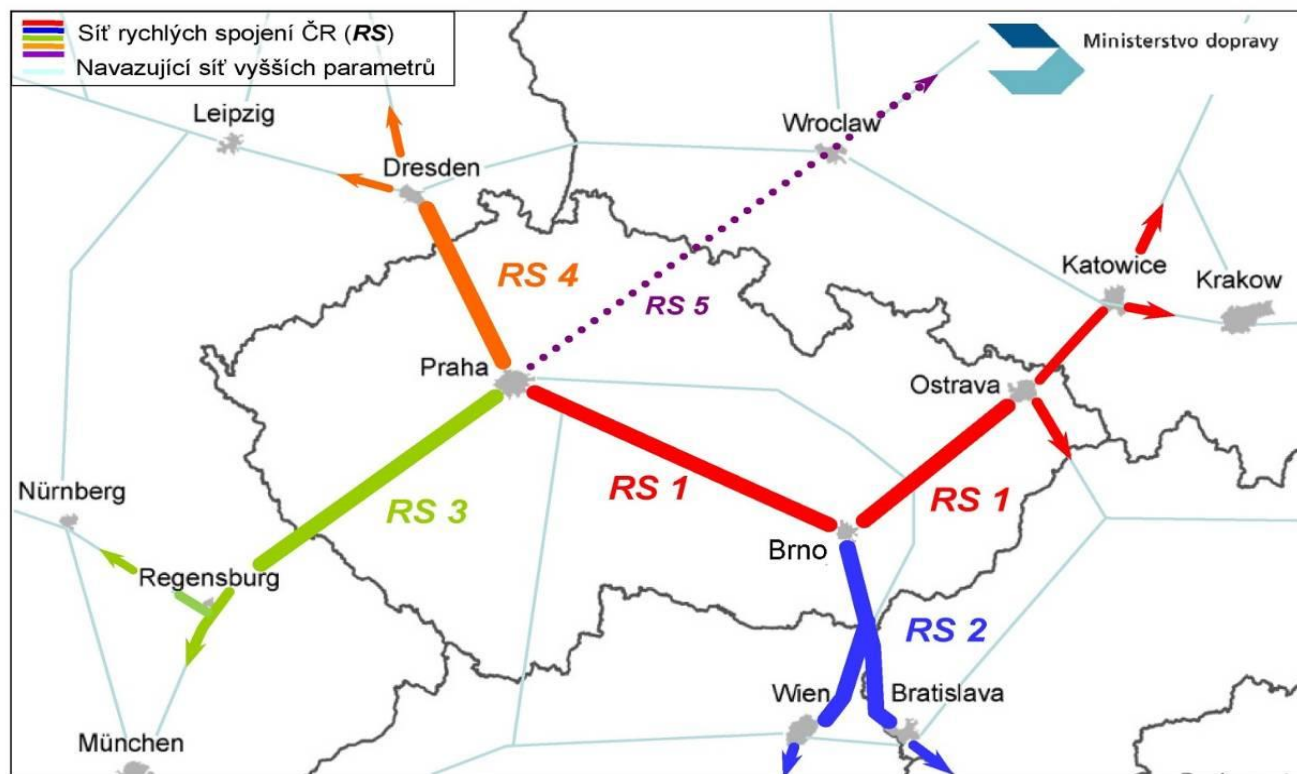 Síť rychlých spojení ČR (RS)
Navazující síť vyšších parametrů
Ministerstvo dopravy
Leipzig
Wroclaw
Dresden
RS 4
Katowice
Krakow
RS 5
Praha
Ostrava
Nürnberg
RS 3
RS 1
RS 1
Brno
Regensburg
RS 2
Wien
Bratislava
München